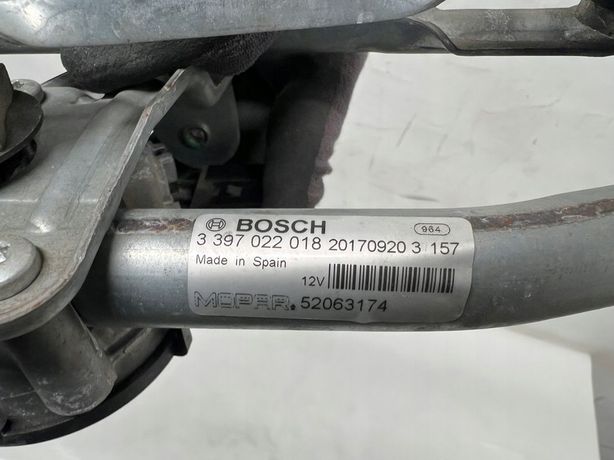 BOSCH 964
3 397 022 018 20170920 3 157
Made in Spain
12V
MOPAR. 52063174